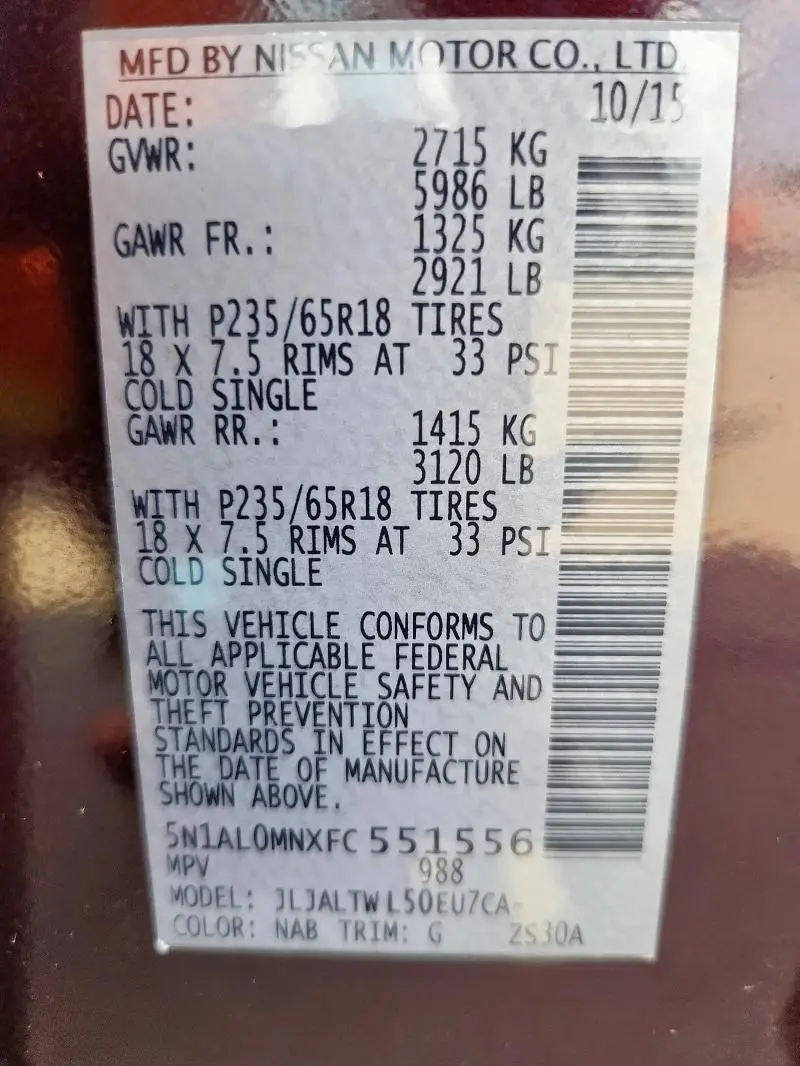 MFD BY NISSAN MOTOR CO., LTD.
DATE: 10/15
GVWR: 2715 KG
5986 LB
GAWR FR.: 1325 KG
2921 LB
WITH P235/65R18 TIRES
18 X 7.5 RIMS AT 33 PSI
COLD SINGLE
GAWR RR.: 1415 KG
3120 LB
WITH P235/65R18 TIRES
18 X 7.5 RIMS AT 33 PSI
COLD SINGLE
THIS VEHICLE CONFORMS TO
ALL APPLICABLE FEDERAL
MOTOR VEHICLE SAFETY AND
THEFT PREVENTION
STANDARDS IN EFFECT ON
THE DATE OF MANUFACTURE
SHOWN ABOVE.
5N1AL0MNXFC 551556
MPV 988
MODEL: JLJALTWL50EU7CA-
COLOR: NAB TRIM: G ZS30A